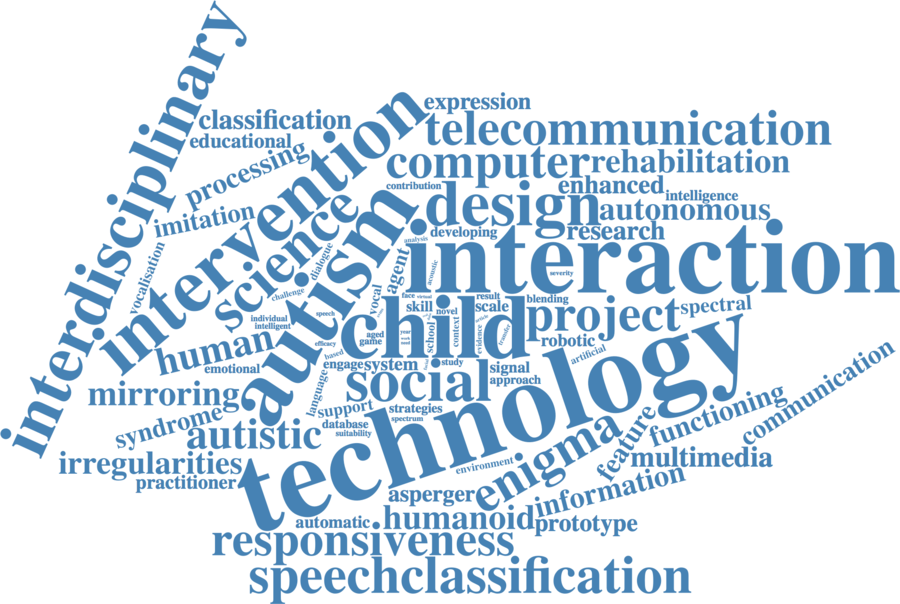 interdisciplinary
classification
expression
educational
telecommunication
intervention
processing
computer
rehabilitation
contribution
enhanced
intelligence
imitation
science
autism
design
autonomous
developing
research
vocalisation
dialogue
analysis
interaction
agent
acoustic
severity
challenge
vocal
face
virtual
result
blending
skill
novel
scale
spectral
individual
speech
intelligent
child
project
article
human
efficacy
aged
year
school
context
evidence
transfer
game
robotic
based
artificial
emotional
engage
system
study
signal
mirroring
language
social
approach
technology
communication
support
strategies
syndrome
autistic
database
spectrum
suitability
functioning
feature
enigma
irregularities
environment
multimedia
practitioner
asperger
information
automatic
humanoid
prototype
responsiveness
speechclassification